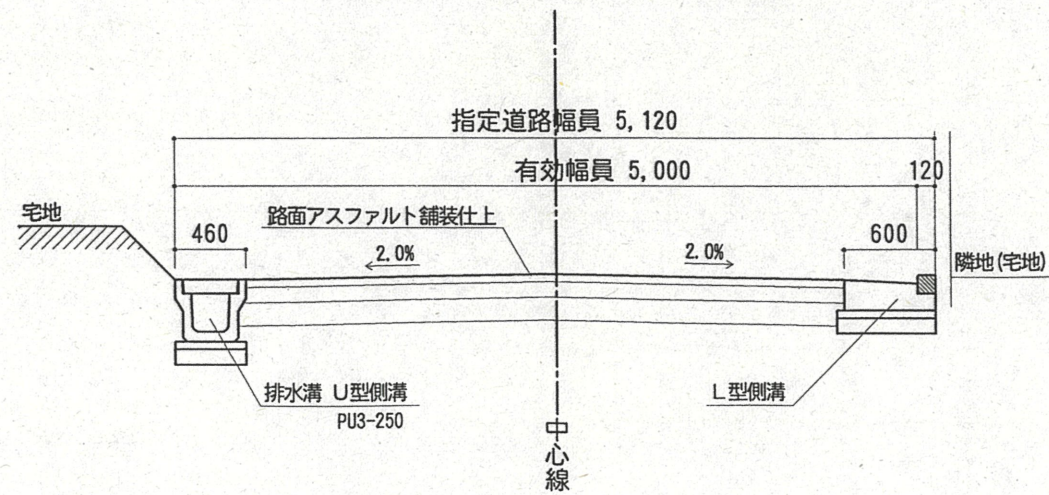 指定道路幅員 5,120
有効幅員 5,000
120
宅地
路面アスファルト舗装仕上
460
2.0%
2.0%
600
隣地(宅地)
排水溝 U型側溝
PU3-250
L型側溝
中心線